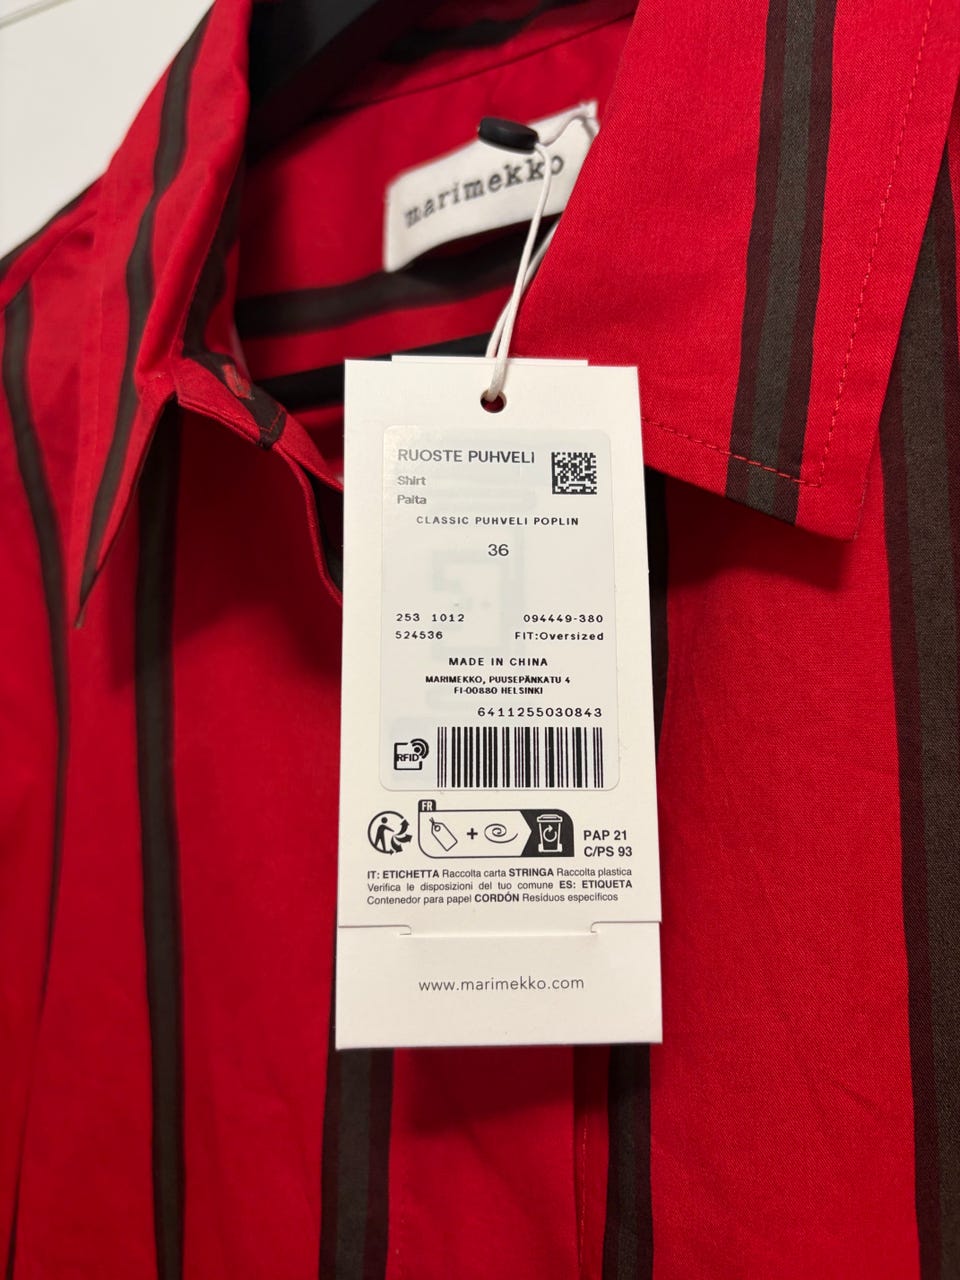 marimekko
RUOSTE PUHVELI
Shirt
Paita
CLASSIC PUHVELI POPLIN
36
253 1012 094449-380
524536 FIT:Oversized
MADE IN CHINA
MARIMEKKO, PUUSEPÄNKATU 4
FI-00880 HELSINKI
6411255030843
RFID
FR
PAP 21
C/PS 93
IT: ETICHETTA Raccolta carta STRINGA Raccolta plastica
Verifica le disposizioni del tuo comune ES: ETIQUETA
Contenedor para papel CORDÓN Residuos específicos
www.marimekko.com